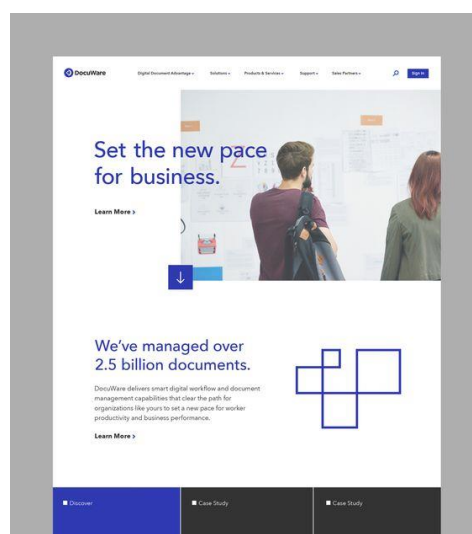 DocuWare
Digital Document Advantage
Solutions
Products & Services
Support
Sales Partners
Sign In
Set the new pace
for business.
Learn More >
We've managed over
2.5 billion documents.
DocuWare delivers smart digital workflow and document
management capabilities that clear the path for
organizations like yours to set a new pace for worker
productivity and business performance.
Learn More >
Discover
Case Study
Case Study